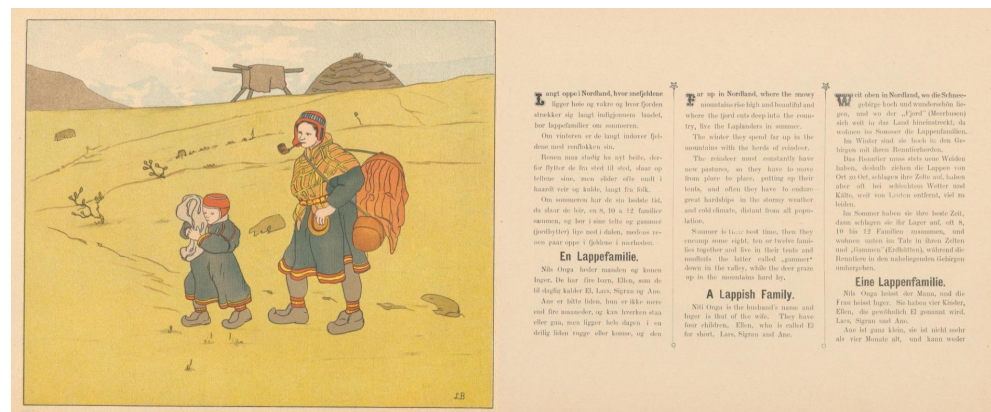 LB
Langt oppe i Nordland, hvor snefjeldene
ligger høie og vakre og hvor fjorden
strækker sig langt indigjennem landet,
bor lappefamilier om sommeren.
Om vinteren er de langt indover fjel-
dene med renflokken sin.
Renen maa stadig ha nyt beite, der-
for flytter de fra sted til sted, slaar op
teltene sine, men slider ofte ondt i
haardt veir og kulde, langt fra folk.
Om sommeren har de sin bedste tid,
da slaar de hér, en 8, 10 a 12 familier
sammen, og bor i sine telte og gammer
(jordhytter) lige ned i dalen, medens re-
nen gaar oppe i fjeldene i nærheden.
En Lappefamilie.
Nils Onga heder manden og konen
Inger. De har fire barn, Ellen, som de
til daglig kalder El, Lars, Sigrun og Ane.
Ane er bitte liden, hun er ikke mere
end fire maaneder, og kan hverken staa
eller gaa, men ligger hele dagen i en
deilig liden vugge eller komse, og den
Far up in Nordland, where the snowy
mountains rise high and beautiful and
where the fjord cuts deep into the coun-
try, live the Laplanders in summer.
The winter they spend far up in the
mountains with the herds of reindeer.
The reindeer must constantly have
new pastures, so they have to move
from place to place, putting up their
tents, and often they have to endure
great hardships in the stormy weather
and cold climate, distant from all popu-
lation.
Summer is their best time, then they
encamp some eight, ten or twelve fami-
lies together and live in their tents and
mudhuts the latter called „gammer"
down in the valley, while the deer graze
up in the mountains hard by.
A Lappish Family.
Nils Onga is the husband's name and
Inger is that of the wife. They have
four children, Ellen, who is called El
for short, Lars, Sigrun and Ane.
Weit oben in Nordland, wo die Schnee-
gebirge hoch und wunderschön lie-
gen, und wo der „Fjord" (Meerbusen)
sich weit in das Land hineinstreckt, da
wohnen im Sommer die Lappenfamilien.
Im Winter sind sie hoch in den Ge-
birgen mit ihren Renntierherden.
Das Renntier muss stets neue Weiden
haben, deshalb ziehen die Lappen von
Ort zu Ort, schlagen ihre Zelte auf, haben
aber oft bei schlechtem Wetter und
Kälte, weit von Leuten entfernt, viel zu
leiden.
Im Sommer haben sie ihre beste Zeit,
dann schlagen sie ihr Lager auf, oft 8,
10 bis 12 Familien zusammen, und
wohnen unten im Tale in ihren Zelten
und „Gammen" (Erdhütten), während die
Renntiere in den naheliegenden Gebirgen
umhergehen.
Eine Lappenfamilie.
Nils Onga heisst der Mann, und die
Frau heisst Inger. Sie haben vier Kinder,
Ellen, die gewöhnlich El genannt wird,
Lars, Sigrun und Ane.
Ane ist ganz klein, sie ist nicht mehr
als vier Monate alt, und kann weder